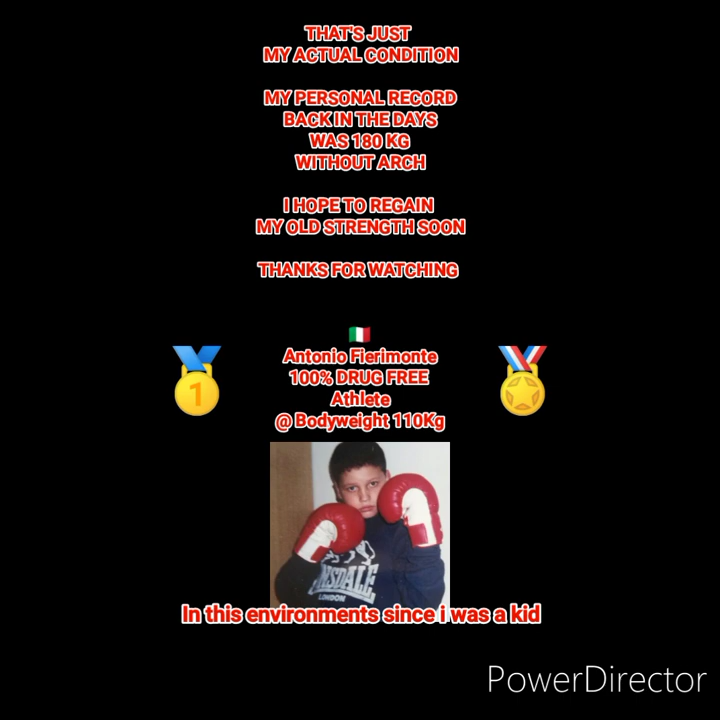 THAT'S JUST
MY ACTUAL CONDITION
MY PERSONAL RECORD
BACK IN THE DAYS
WAS 180 KG
WITHOUT ARCH
I HOPE TO REGAIN
MY OLD STRENGTH SOON
THANKS FOR WATCHING
Antonio Fierimonte
1
100% DRUG FREE
Athlete
@ Bodyweight 110Kg
NSDALE
LONDON
In this environments since i was a kid
PowerDirector